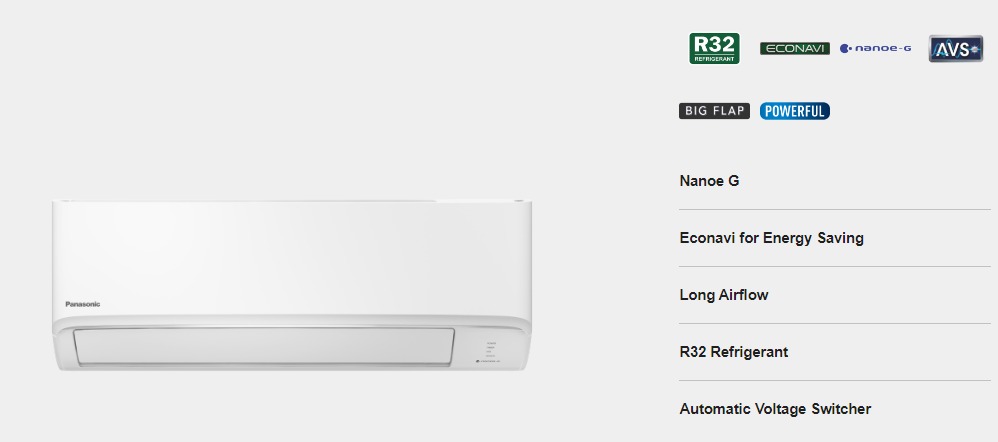 R32
REFRIGERANT
ECONAVI
nanoe-G
AVS+
BIG FLAP
POWERFUL
Nanoe G
Econavi for Energy Saving
Long Airflow
R32 Refrigerant
Automatic Voltage Switcher
Panasonic